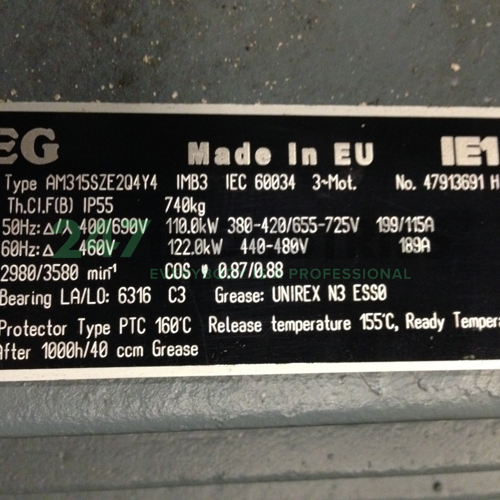 EG Made In EU IE1
Type AM315SZE2Q4Y4 IMB3 IEC 60034 3~Mot. No. 47913691 H
Th.Cl.F(B) IP55 740kg
50Hz:Δ/⅄ 400/690V 110.0kW 380-420/655-725V 199/115A
60Hz:Δ 460V 122.0kW 440-480V 189A
2980/3580 min⁻¹ COS φ 0.87/0.88
Bearing LA/LO: 6316 C3 Grease: UNIREX N3 ESSO
Protector Type PTC 160°C Release temperature 155°C, Ready Tempera
After 1000h/40 ccm Grease
247
PROFESSIONAL